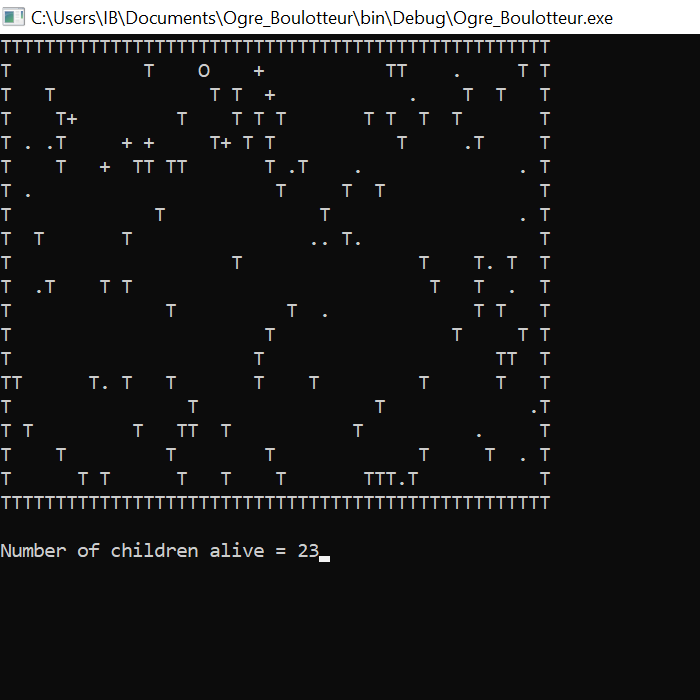 C:\Users\IB\Documents\Ogre_Boulotteur\bin\Debug\Ogre_Boulotteur.exe
TTTTTTTTTTTTTTTTTTTTTTTTTTTTTTTTTTTTTTTTTTTTTTTTTT
T            T    O    +           TT    .     T T
T   T              T T  +            .    T  T   T
T    T+         T    T T T       T T  T  T       T
T . .T     + +     T+ T T           T     .T     T
T    T   +  TT TT       T .T    .              . T
T .                      T     T  T              T
T             T              T                 . T
T  T       T                .. T.                T
T                    T                T    T. T  T
T  .T    T T                           T   T  .  T
T              T          T  .             T T   T
T                       T                T     T T
T                      T                     TT  T
TT      T. T   T       T    T         T      T   T
T                T                T             .T
T T         T   TT  T           T          .     T
T    T         T        T             T     T  . T
T      T T      T   T    T       TTT.T           T
TTTTTTTTTTTTTTTTTTTTTTTTTTTTTTTTTTTTTTTTTTTTTTTTTT
Number of children alive = 23